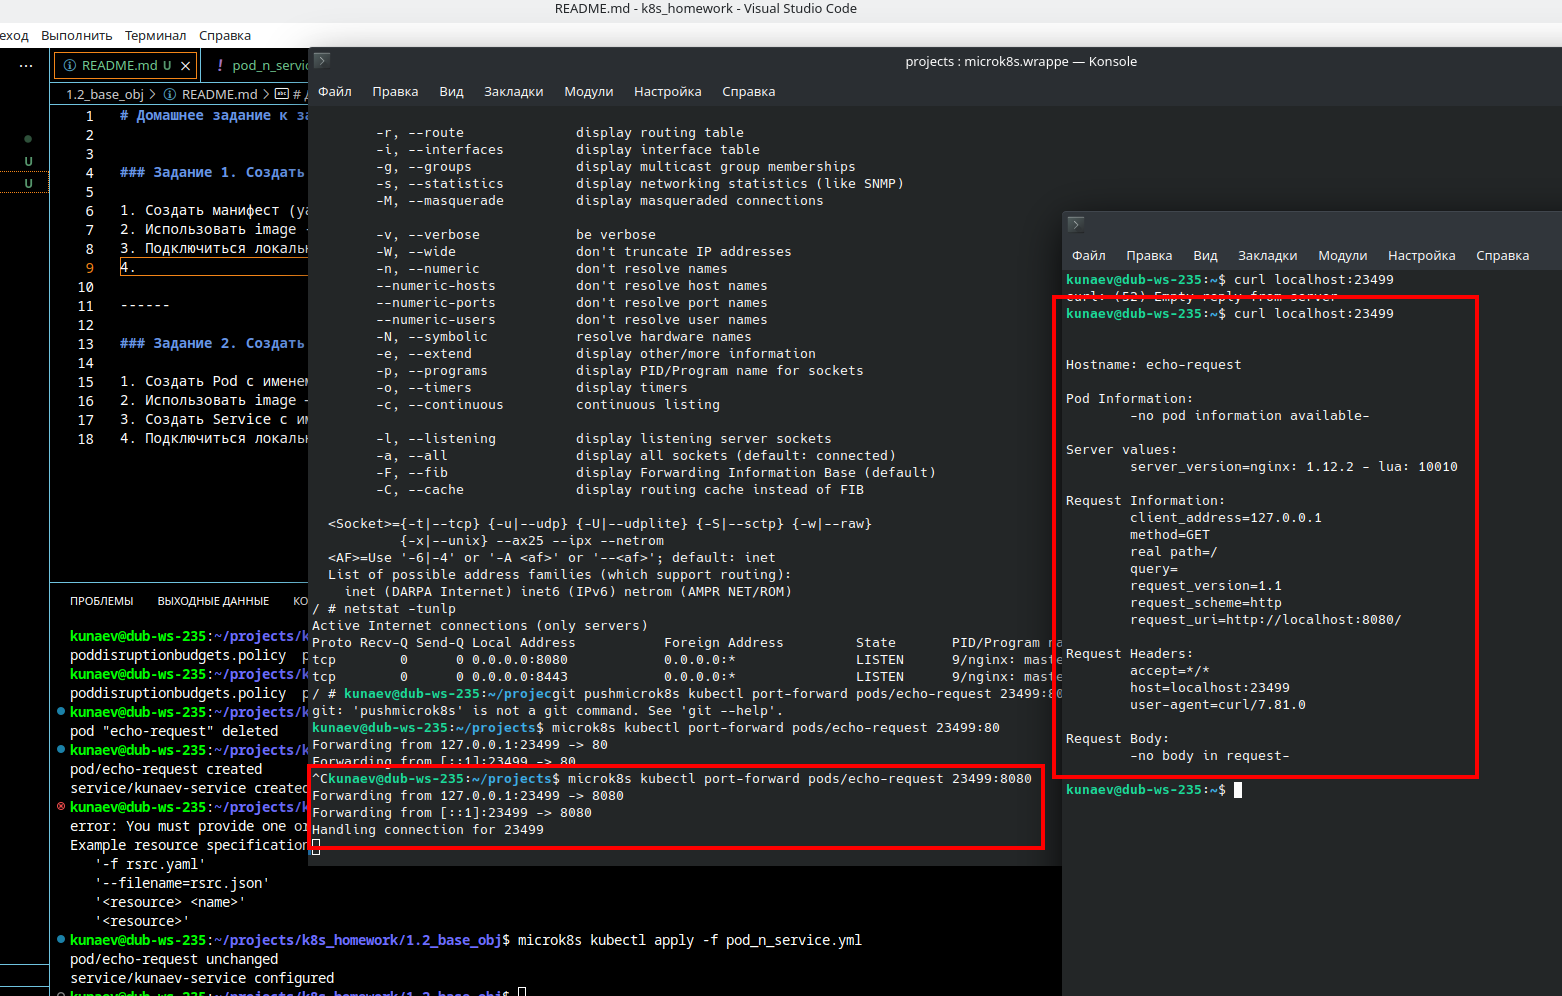 README.md - k8s_homework - Visual Studio Code
еход Выполнить Терминал Справка
README.md U
! pod_n_servic
1.2_base_obj > README.md > #
1 # Домашнее задание к за
2
3
4 ### Задание 1. Создать
5
6 1. Создать манифест (ya
7 2. Использовать image -
8 3. Подключиться локальн
9 4.
10
11 ------
12
13 ### Задание 2. Создать
14
15 1. Создать Pod с именем
16 2. Использовать image -
17 3. Создать Service с им
18 4. Подключиться локальн
U
U
ПРОБЛЕМЫ ВЫХОДНЫЕ ДАННЫЕ КО
kunaev@dub-ws-235:~/projects/k
poddisruptionbudgets.policy p
kunaev@dub-ws-235:~/projects/k
poddisruptionbudgets.policy p
kunaev@dub-ws-235:~/projects/k
pod "echo-request" deleted
kunaev@dub-ws-235:~/projects/k
pod/echo-request created
service/kunaev-service created
kunaev@dub-ws-235:~/projects/k
error: You must provide one or
Example resource specification
'-f rsrc.yaml'
'--filename=rsrc.json'
'<resource> <name>'
'<resource>'
kunaev@dub-ws-235:~/projects/k8s_homework/1.2_base_obj$ microk8s kubectl apply -f pod_n_service.yml
pod/echo-request unchanged
service/kunaev-service configured
kunaev@dub-ws-235:~/projects/k8s_homework/1.2_base_obj$
projects : microk8s.wrappe — Konsole
Файл Правка Вид Закладки Модули Настройка Справка
-r, --route display routing table
-i, --interfaces display interface table
-g, --groups display multicast group memberships
-s, --statistics display networking statistics (like SNMP)
-M, --masquerade display masqueraded connections
-v, --verbose be verbose
-W, --wide don't truncate IP addresses
-n, --numeric don't resolve names
--numeric-hosts don't resolve host names
--numeric-ports don't resolve port names
--numeric-users don't resolve user names
-N, --symbolic resolve hardware names
-e, --extend display other/more information
-p, --programs display PID/Program name for sockets
-o, --timers display timers
-c, --continuous continuous listing
-l, --listening display listening server sockets
-a, --all display all sockets (default: connected)
-F, --fib display Forwarding Information Base (default)
-C, --cache display routing cache instead of FIB
<Socket>={-t|--tcp} {-u|--udp} {-U|--udplite} {-S|--sctp} {-w|--raw}
{-x|--unix} --ax25 --ipx --netrom
<AF>=Use '-6|-4' or '-A <af>' or '--<af>'; default: inet
List of possible address families (which support routing):
inet (DARPA Internet) inet6 (IPv6) netrom (AMPR NET/ROM)
/ # netstat -tunlp
Active Internet connections (only servers)
Proto Recv-Q Send-Q Local Address Foreign Address State PID/Program na
tcp 0 0 0.0.0.0:8080 0.0.0.0:* LISTEN 9/nginx: maste
tcp 0 0 0.0.0.0:8443 0.0.0.0:* LISTEN 9/nginx: maste
/ # kunaev@dub-ws-235:~/projecgit pushmicrok8s kubectl port-forward pods/echo-request 23499:80
git: 'pushmicrok8s' is not a git command. See 'git --help'.
kunaev@dub-ws-235:~/projects$ microk8s kubectl port-forward pods/echo-request 23499:80
Forwarding from 127.0.0.1:23499 -> 80
Forwarding from [::1]:23499 -> 80
^Ckunaev@dub-ws-235:~/projects$ microk8s kubectl port-forward pods/echo-request 23499:8080
Forwarding from 127.0.0.1:23499 -> 8080
Forwarding from [::1]:23499 -> 8080
Handling connection for 23499
Файл Правка Вид Закладки Модули Настройка Справка
kunaev@dub-ws-235:~$ curl localhost:23499
curl: (52) Empty reply from server
kunaev@dub-ws-235:~$ curl localhost:23499
Hostname: echo-request
Pod Information:
-no pod information available-
Server values:
server_version=nginx: 1.12.2 - lua: 10010
Request Information:
client_address=127.0.0.1
method=GET
real path=/
query=
request_version=1.1
request_scheme=http
request_uri=http://localhost:8080/
Request Headers:
accept=*/*
host=localhost:23499
user-agent=curl/7.81.0
Request Body:
-no body in request-
kunaev@dub-ws-235:~$